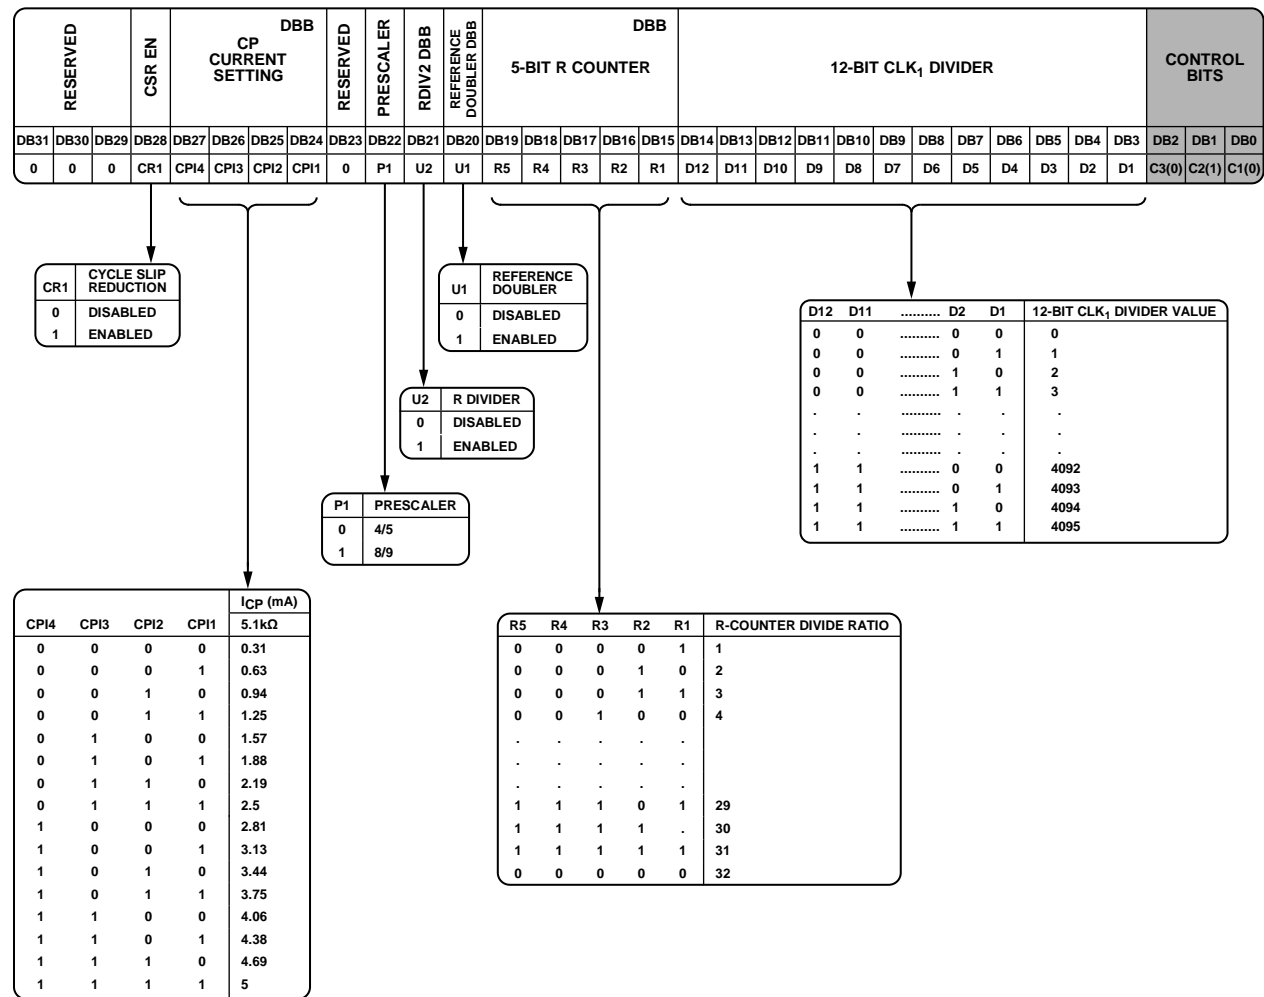 RESERVED
CSR EN
DBB
CP
CURRENT
SETTING
RESERVED
PRESCALER
RDIV2 DBB
REFERENCE
DOUBLER DBB
DBB
5-BIT R COUNTER
12-BIT CLK1 DIVIDER
CONTROL
BITS
DB31 DB30 DB29 DB28 DB27 DB26 DB25 DB24 DB23 DB22 DB21 DB20 DB19 DB18 DB17 DB16 DB15 DB14 DB13 DB12 DB11 DB10 DB9 DB8 DB7 DB6 DB5 DB4 DB3 DB2 DB1 DB0
0 0 0 CR1 CPI4 CPI3 CPI2 CPI1 0 P1 U2 U1 R5 R4 R3 R2 R1 D12 D11 D10 D9 D8 D7 D6 D5 D4 D3 D2 D1 C3(0) C2(1) C1(0)
CR1 CYCLE SLIP
REDUCTION
0 DISABLED
1 ENABLED
U1 REFERENCE
DOUBLER
0 DISABLED
1 ENABLED
U2 R DIVIDER
0 DISABLED
1 ENABLED
P1 PRESCALER
0 4/5
1 8/9
D12 D11 .......... D2 D1 12-BIT CLK1 DIVIDER VALUE
0 0 .......... 0 0 0
0 0 .......... 0 1 1
0 0 .......... 1 0 2
0 0 .......... 1 1 3
. . .......... . . .
. . .......... . . .
. . .......... . . .
1 1 .......... 0 0 4092
1 1 .......... 0 1 4093
1 1 .......... 1 0 4094
1 1 .......... 1 1 4095
ICP (mA)
CPI4 CPI3 CPI2 CPI1 5.1kΩ
0 0 0 0 0.31
0 0 0 1 0.63
0 0 1 0 0.94
0 0 1 1 1.25
0 1 0 0 1.57
0 1 0 1 1.88
0 1 1 0 2.19
0 1 1 1 2.5
1 0 0 0 2.81
1 0 0 1 3.13
1 0 1 0 3.44
1 0 1 1 3.75
1 1 0 0 4.06
1 1 0 1 4.38
1 1 1 0 4.69
1 1 1 1 5
R5 R4 R3 R2 R1 R-COUNTER DIVIDE RATIO
0 0 0 0 1 1
0 0 0 1 0 2
0 0 0 1 1 3
0 0 1 0 0 4
. . . . .
. . . . .
. . . . .
1 1 1 0 1 29
1 1 1 1 . 30
1 1 1 1 1 31
0 0 0 0 0 32